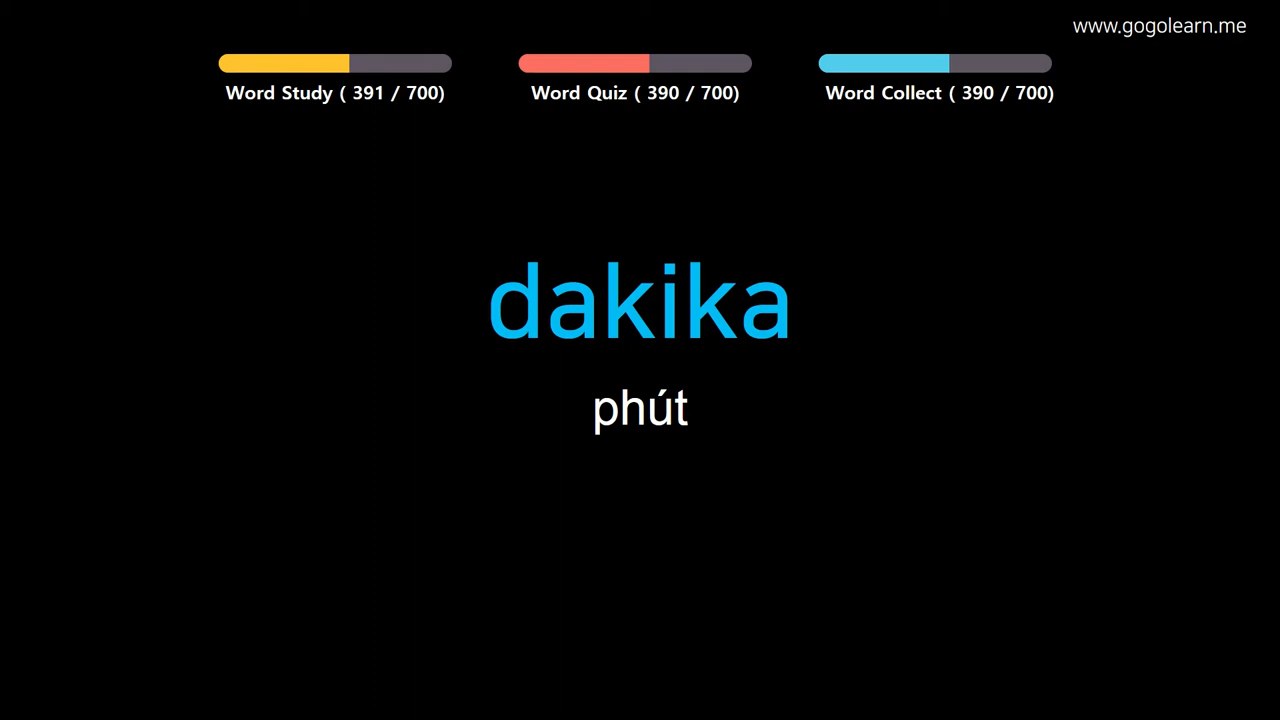 www.gogolearn.me
Word Study ( 391 / 700)
Word Quiz ( 390 / 700)
Word Collect ( 390 / 700)
dakika
phút